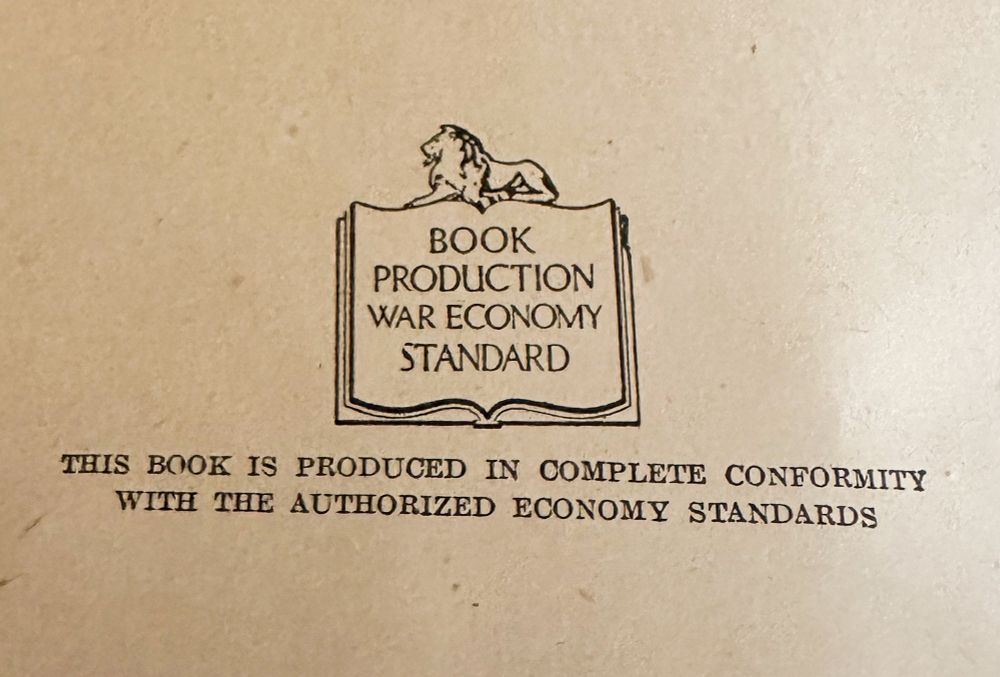 BOOK
PRODUCTION
WAR ECONOMY
STANDARD
THIS BOOK IS PRODUCED IN COMPLETE CONFORMITY
WITH THE AUTHORIZED ECONOMY STANDARDS